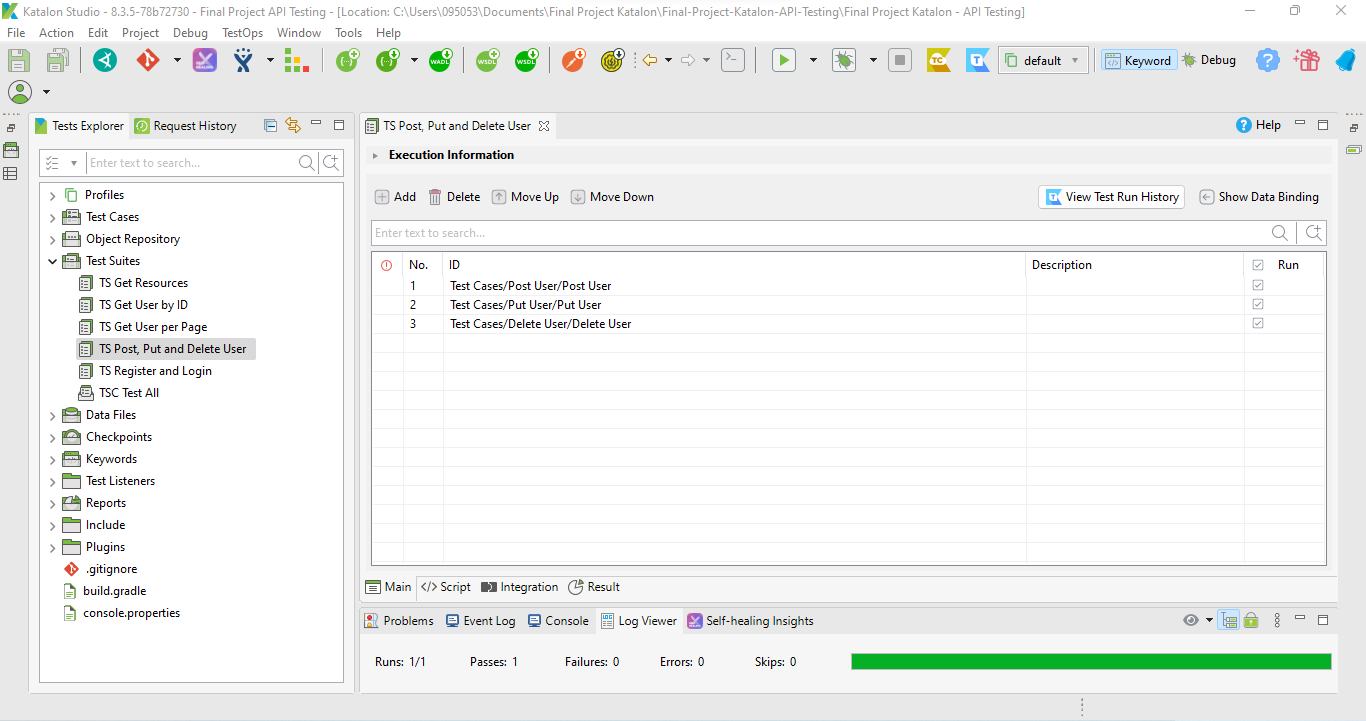 Katalon Studio - 8.3.5-78b72730 - Final Project API Testing - [Location: C:\Users\095053\Documents\Final Project Katalon\Final-Project-Katalon-API-Testing\Final Project Katalon - API Testing]
File Action Edit Project Debug TestOps Window Tools Help
default Keyword Debug
Tests Explorer Request History
Enter text to search...
Profiles
Test Cases
Object Repository
Test Suites
TS Get Resources
TS Get User by ID
TS Get User per Page
TS Post, Put and Delete User
TS Register and Login
TSC Test All
Data Files
Checkpoints
Keywords
Test Listeners
Reports
Include
Plugins
.gitignore
build.gradle
console.properties
TS Post, Put and Delete User Help
Execution Information
Add Delete Move Up Move Down View Test Run History Show Data Binding
Enter text to search...
No. ID Description Run
1 Test Cases/Post User/Post User
2 Test Cases/Put User/Put User
3 Test Cases/Delete User/Delete User
Main </> Script Integration Result
Problems Event Log Console Log Viewer Self-healing Insights
Runs: 1/1 Passes: 1 Failures: 0 Errors: 0 Skips: 0